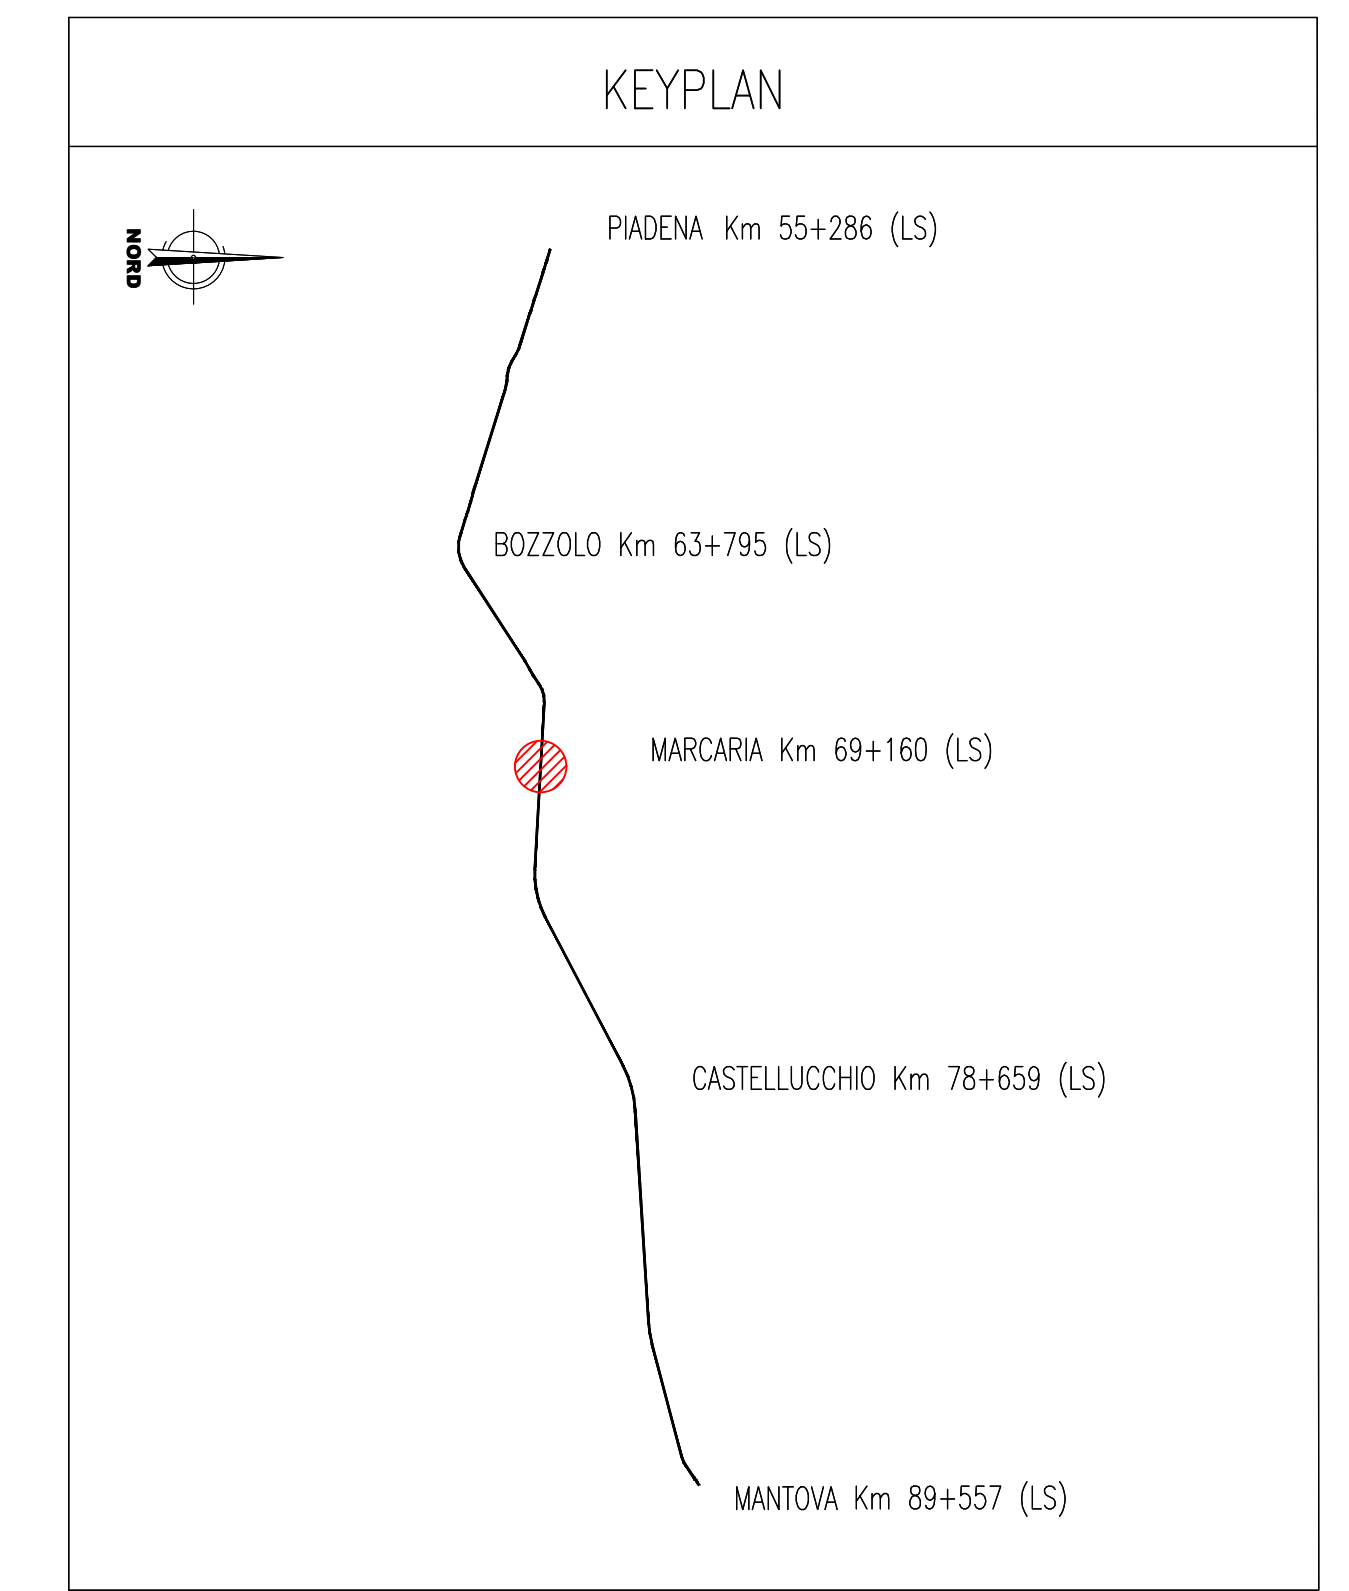 KEYPLAN
NORD
PIADENA Km 55+286 (LS)
BOZZOLO Km 63+795 (LS)
MARCARIA Km 69+160 (LS)
CASTELLUCCHIO Km 78+659 (LS)
MANTOVA Km 89+557 (LS)